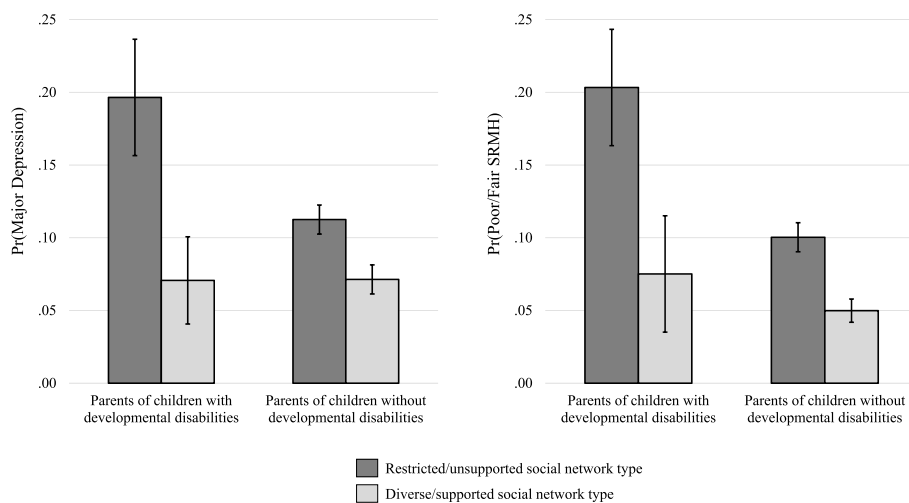 Pr(Major Depression)
.25
.20
.15
.10
.05
.00
Parents of children with
developmental disabilities
Parents of children without
developmental disabilities
Pr(Poor/Fair SRMH)
.25
.20
.15
.10
.05
.00
Parents of children with
developmental disabilities
Parents of children without
developmental disabilities
Restricted/unsupported social network type
Diverse/supported social network type